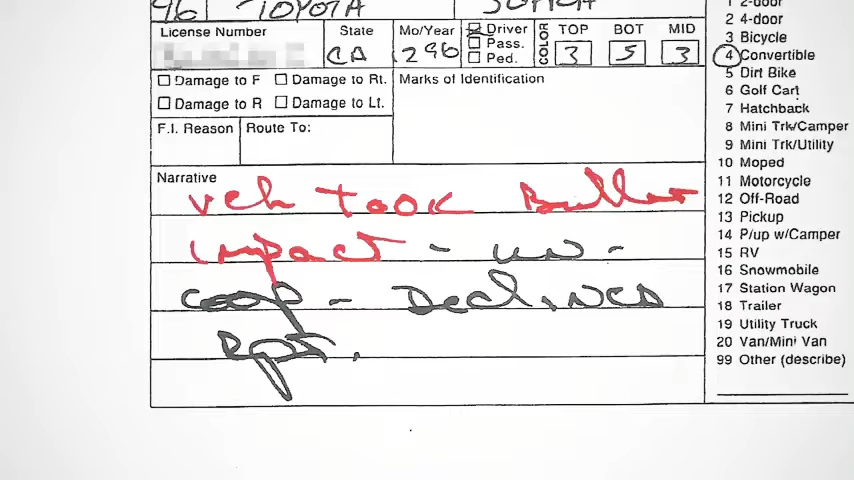 96 TOYOTA SUPRA
License Number State Mo/Year Driver Pass. Ped. COLOR TOP BOT MID
CA 296 3 5 3
Damage to F Damage to Rt. Marks of Identification
Damage to R Damage to Lt.
F.I. Reason Route To:
Narrative
veh took Bullet
impact - un-
coop - Declined
Rpt.
1 2-door
2 4-door
3 Bicycle
4 Convertible
5 Dirt Bike
6 Golf Cart
7 Hatchback
8 Mini Trk/Camper
9 Mini Trk/Utility
10 Moped
11 Motorcycle
12 Off-Road
13 Pickup
14 P/up w/Camper
15 RV
16 Snowmobile
17 Station Wagon
18 Trailer
19 Utility Truck
20 Van/Mini Van
99 Other (describe)